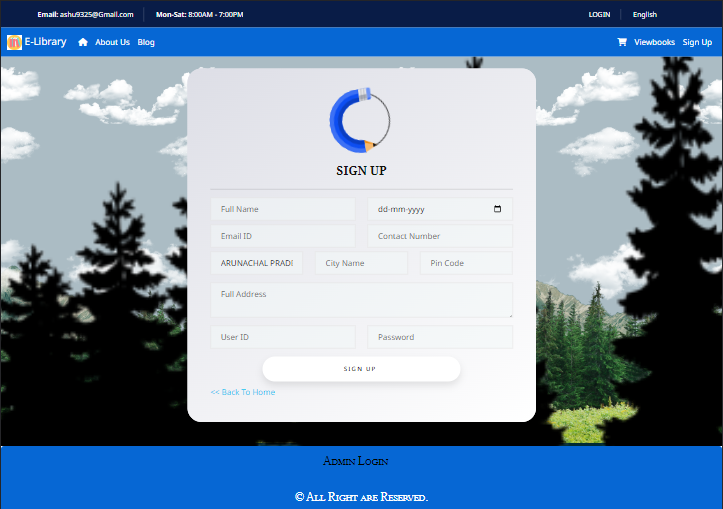 Email: ashu9325@Gmail.com Mon-Sat: 8:00AM - 7:00PM LOGIN English
E-Library About Us Blog Viewbooks Sign Up
SIGN UP
Full Name dd-mm-yyyy
Email ID Contact Number
ARUNACHAL PRAD City Name Pin Code
Full Address
User ID Password
SIGN UP
<< Back To Home
Admin Login
© All Right are Reserved.